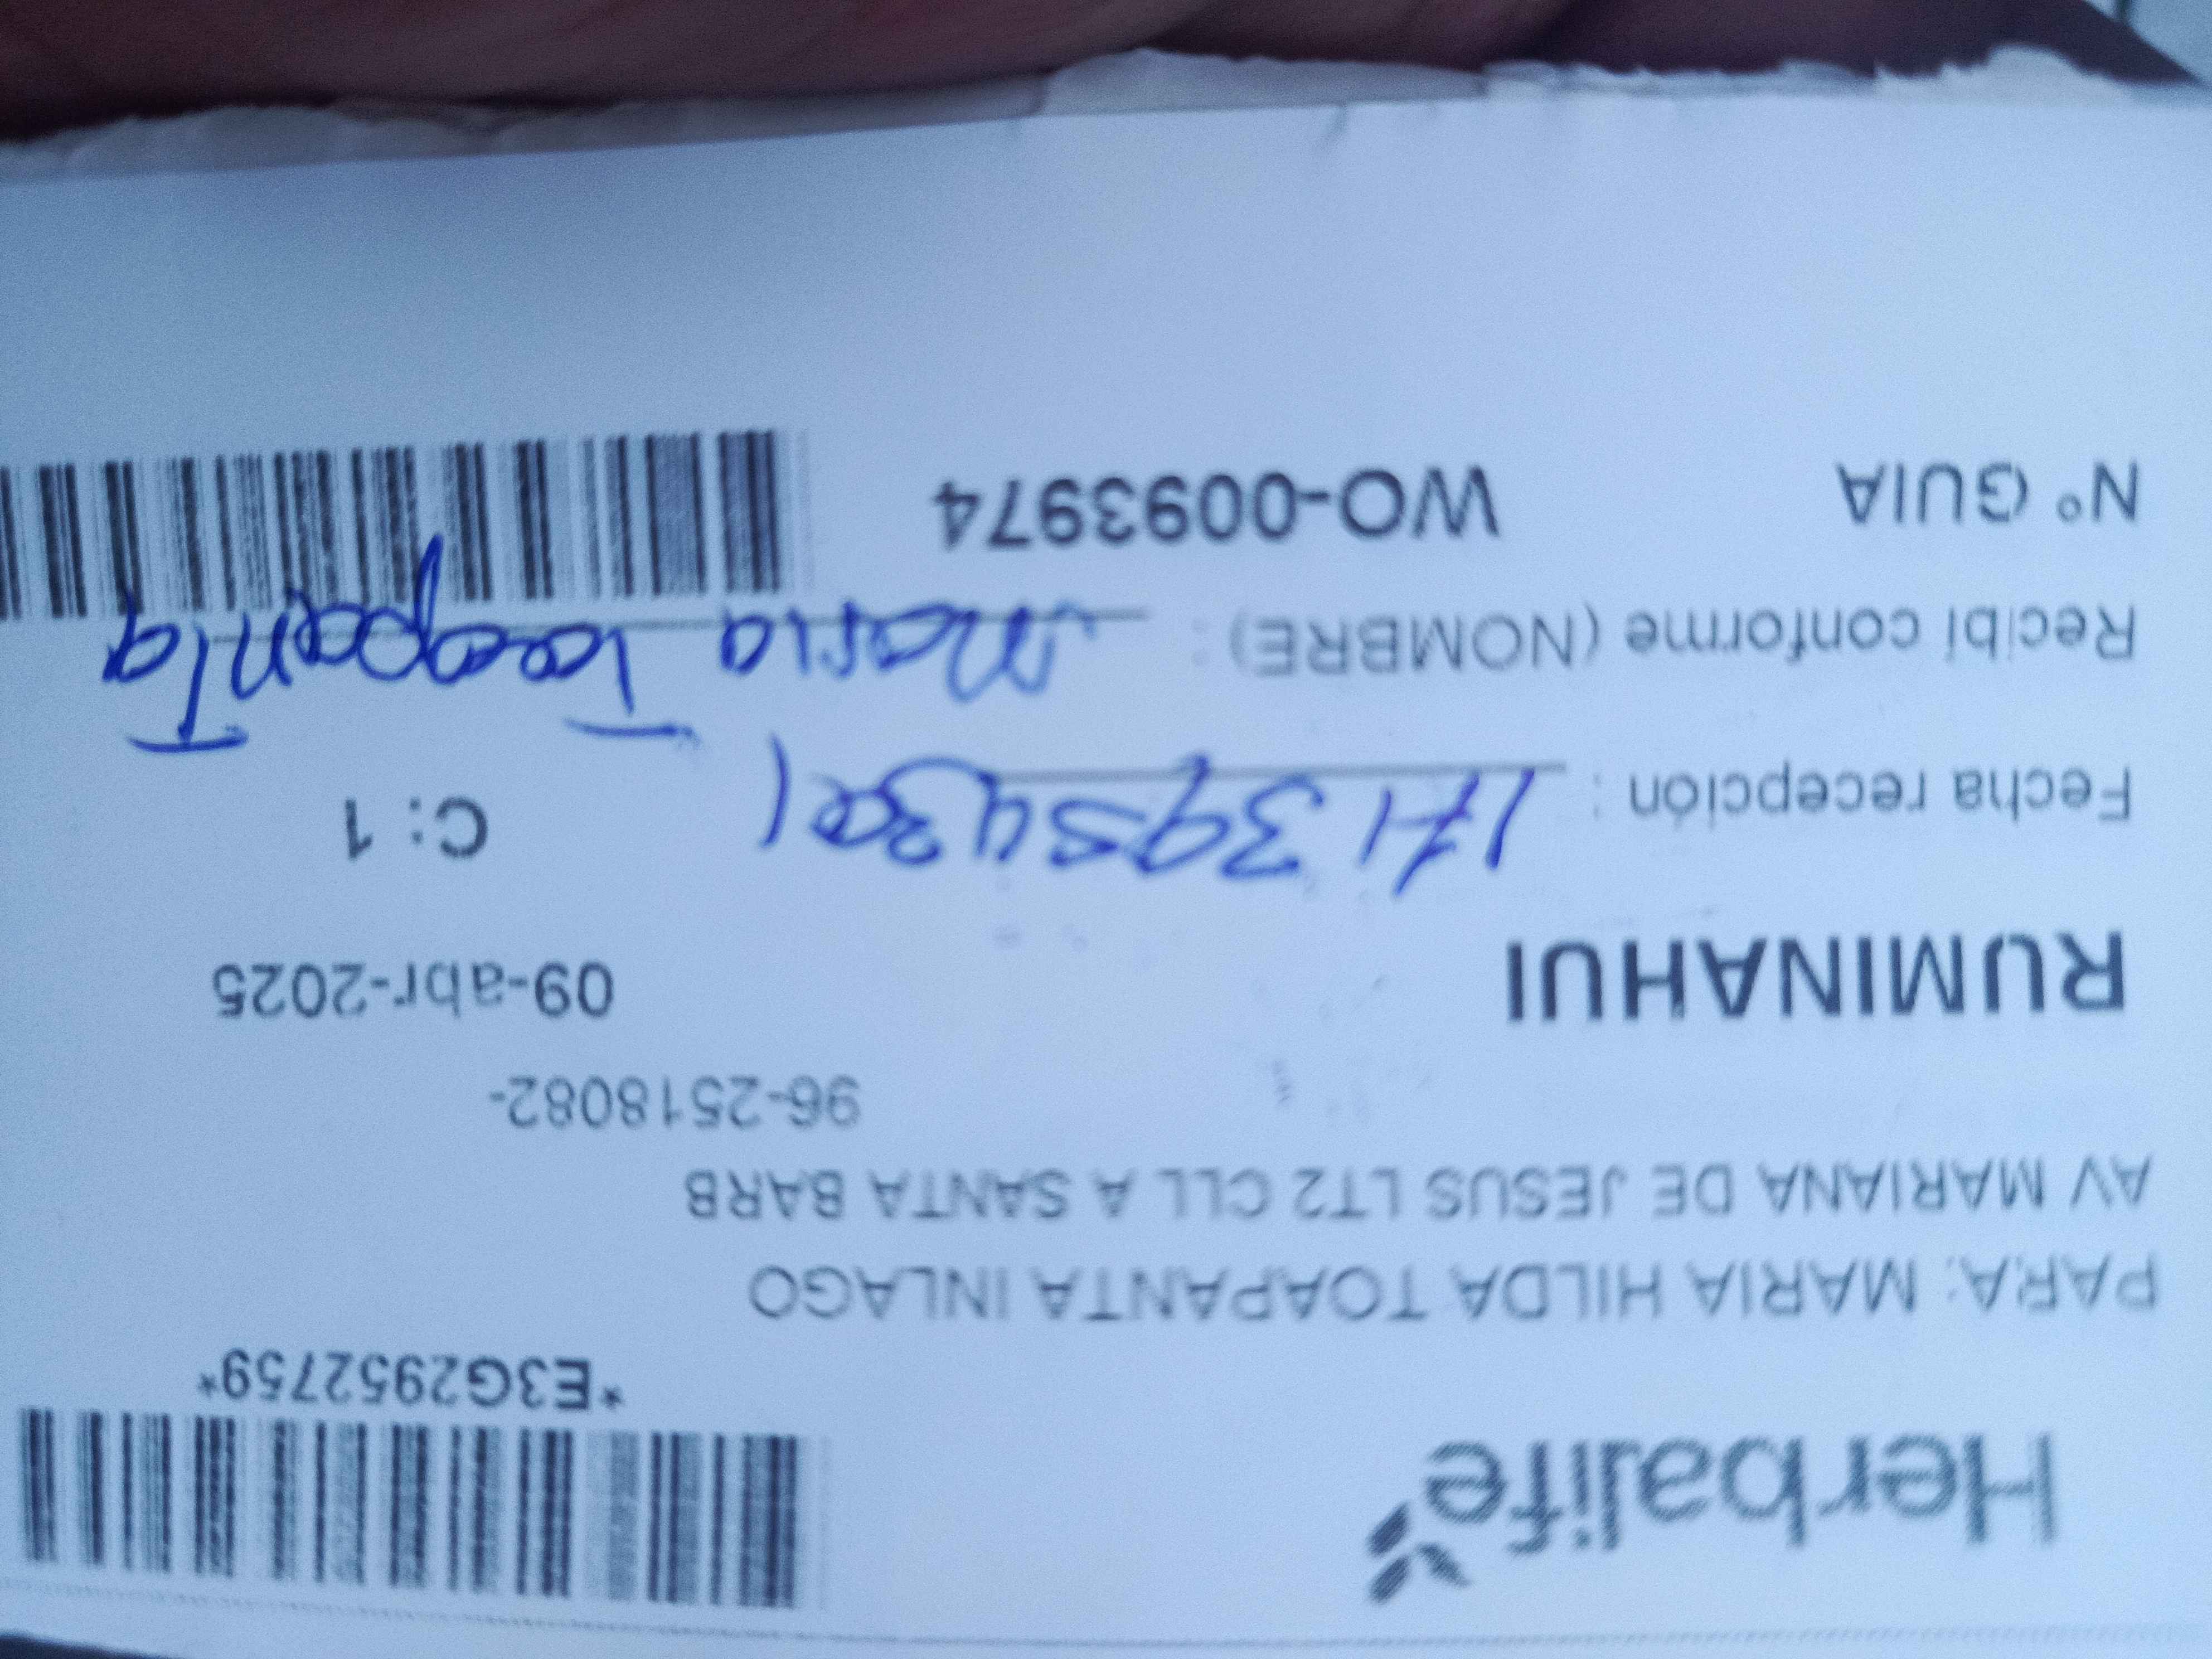 Herbalife
*E3G2952759*
PARA: MARIA HILDA TOAPANTA INLAGO
AV MARIANA DE JESUS LT2 CLL A SANTA BARB
96-2518082-
RUMINAHUI 09-abr-2025
Fecha recepción : C: 1
Recibi conforme (NOMBRE) : Maria Toapanta
N° GUIA WO-0093974